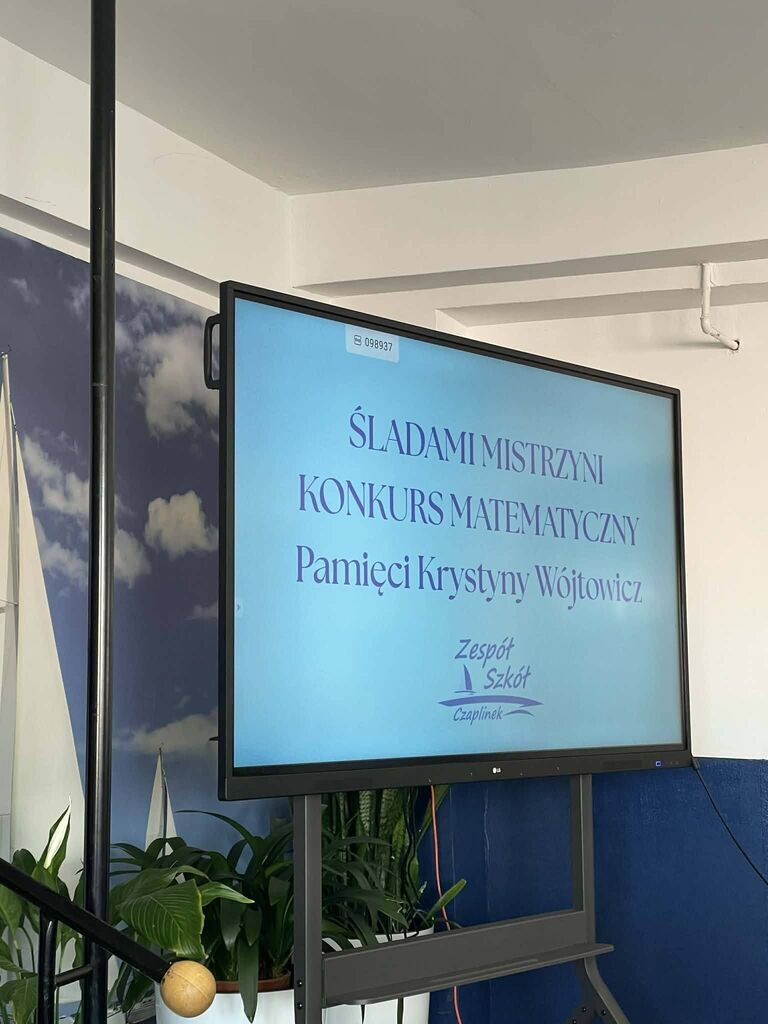 098937
ŚLADAMI MISTRZYNI
KONKURS MATEMATYCZNY
Pamięci Krystyny Wójtowicz
Zespół
Szkół
Czaplinek
LG